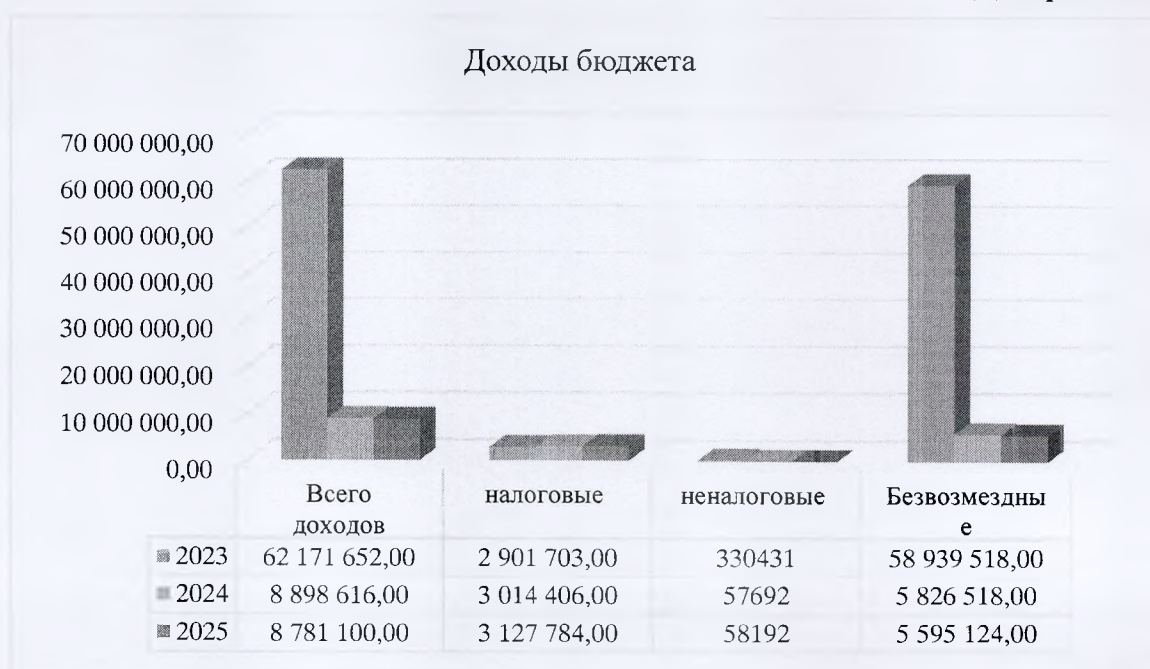 Доходы бюджета
70 000 000,00
60 000 000,00
50 000 000,00
40 000 000,00
30 000 000,00
20 000 000,00
10 000 000,00
0,00
Всего доходов налоговые неналоговые Безвозмездные
2023 62 171 652,00 2 901 703,00 330431 58 939 518,00
2024 8 898 616,00 3 014 406,00 57692 5 826 518,00
2025 8 781 100,00 3 127 784,00 58192 5 595 124,00